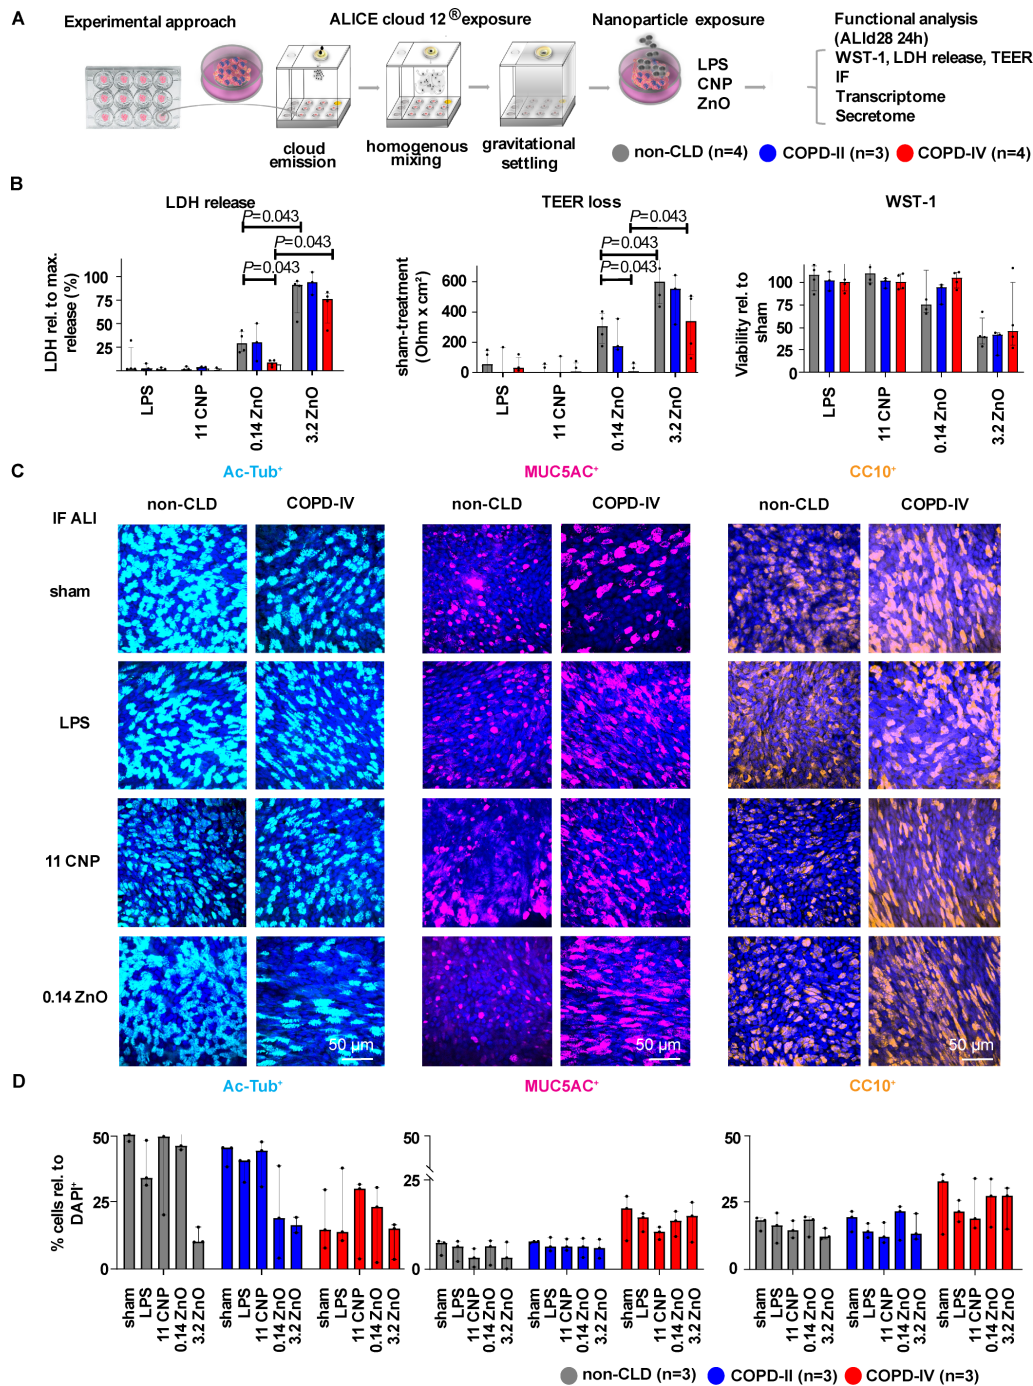 A
Experimental approach
ALICE cloud 12 ® exposure
Nanoparticle exposure
Functional analysis
(ALId28 24h)
WST-1, LDH release, TEER
IF
Transcriptome
Secretome
LPS
CNP
ZnO
cloud
emission
homogenous
mixing
gravitational
settling
non-CLD (n=4)
COPD-II (n=3)
COPD-IV (n=4)
B
LDH release
P=0.043
P=0.043
P=0.043
LDH rel. to max.
release (%)
100
75
50
25
LPS
11 CNP
0.14 ZnO
3.2 ZnO
TEER loss
P=0.043
P=0.043
P=0.043
sham-treatment
(Ohm x cm²)
600
400
200
0
LPS
11 CNP
0.14 ZnO
3.2 ZnO
WST-1
Viability rel. to
sham
100
75
50
25
0
LPS
11 CNP
0.14 ZnO
3.2 ZnO
C
Ac-Tub⁺
MUC5AC⁺
CC10⁺
IF ALI
non-CLD
COPD-IV
non-CLD
COPD-IV
non-CLD
COPD-IV
sham
LPS
11 CNP
0.14 ZnO
50 µm
50 µm
50 µm
D
Ac-Tub⁺
MUC5AC⁺
CC10⁺
% cells rel. to
DAPI⁺
50
25
0
sham
LPS
11 CNP
0.14 ZnO
3.2 ZnO
sham
LPS
11 CNP
0.14 ZnO
3.2 ZnO
sham
LPS
11 CNP
0.14 ZnO
3.2 ZnO
50
25
0
sham
LPS
11 CNP
0.14 ZnO
3.2 ZnO
sham
LPS
11 CNP
0.14 ZnO
3.2 ZnO
sham
LPS
11 CNP
0.14 ZnO
3.2 ZnO
50
25
0
sham
LPS
11 CNP
0.14 ZnO
3.2 ZnO
sham
LPS
11 CNP
0.14 ZnO
3.2 ZnO
sham
LPS
11 CNP
0.14 ZnO
3.2 ZnO
non-CLD (n=3)
COPD-II (n=3)
COPD-IV (n=3)